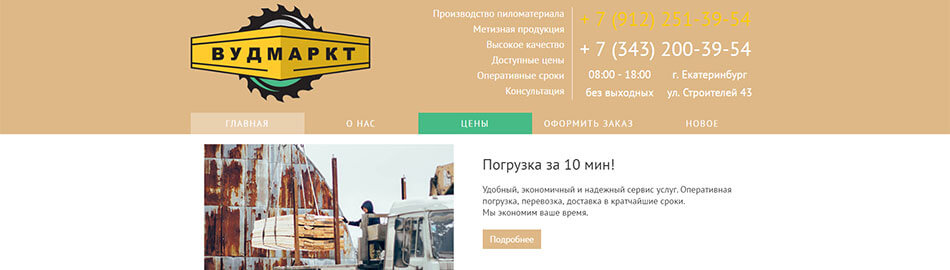 ВУДМАРКТ
Производство пиломатериала
Метизная продукция
Высокое качество
Доступные цены
Оперативные сроки
Консультация
+ 7 (912) 251-39-54
+ 7 (343) 200-39-54
08:00 - 18:00 г. Екатеринбург
без выходных ул. Строителей 43
ГЛАВНАЯ О НАС ЦЕНЫ ОФОРМИТЬ ЗАКАЗ НОВОЕ
Погрузка за 10 мин!
Удобный, экономичный и надежный сервис услуг. Оперативная
погрузка, перевозка, доставка в кратчайшие сроки.
Мы экономим ваше время.
Подробнее